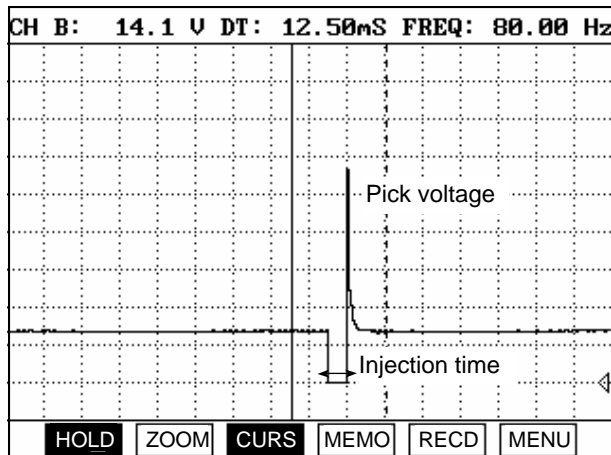 CH B: 14.1 V DT: 12.50mS FREQ: 80.00 Hz
Pick voltage
Injection time
HOLD ZOOM CURS MEMO RECD MENU